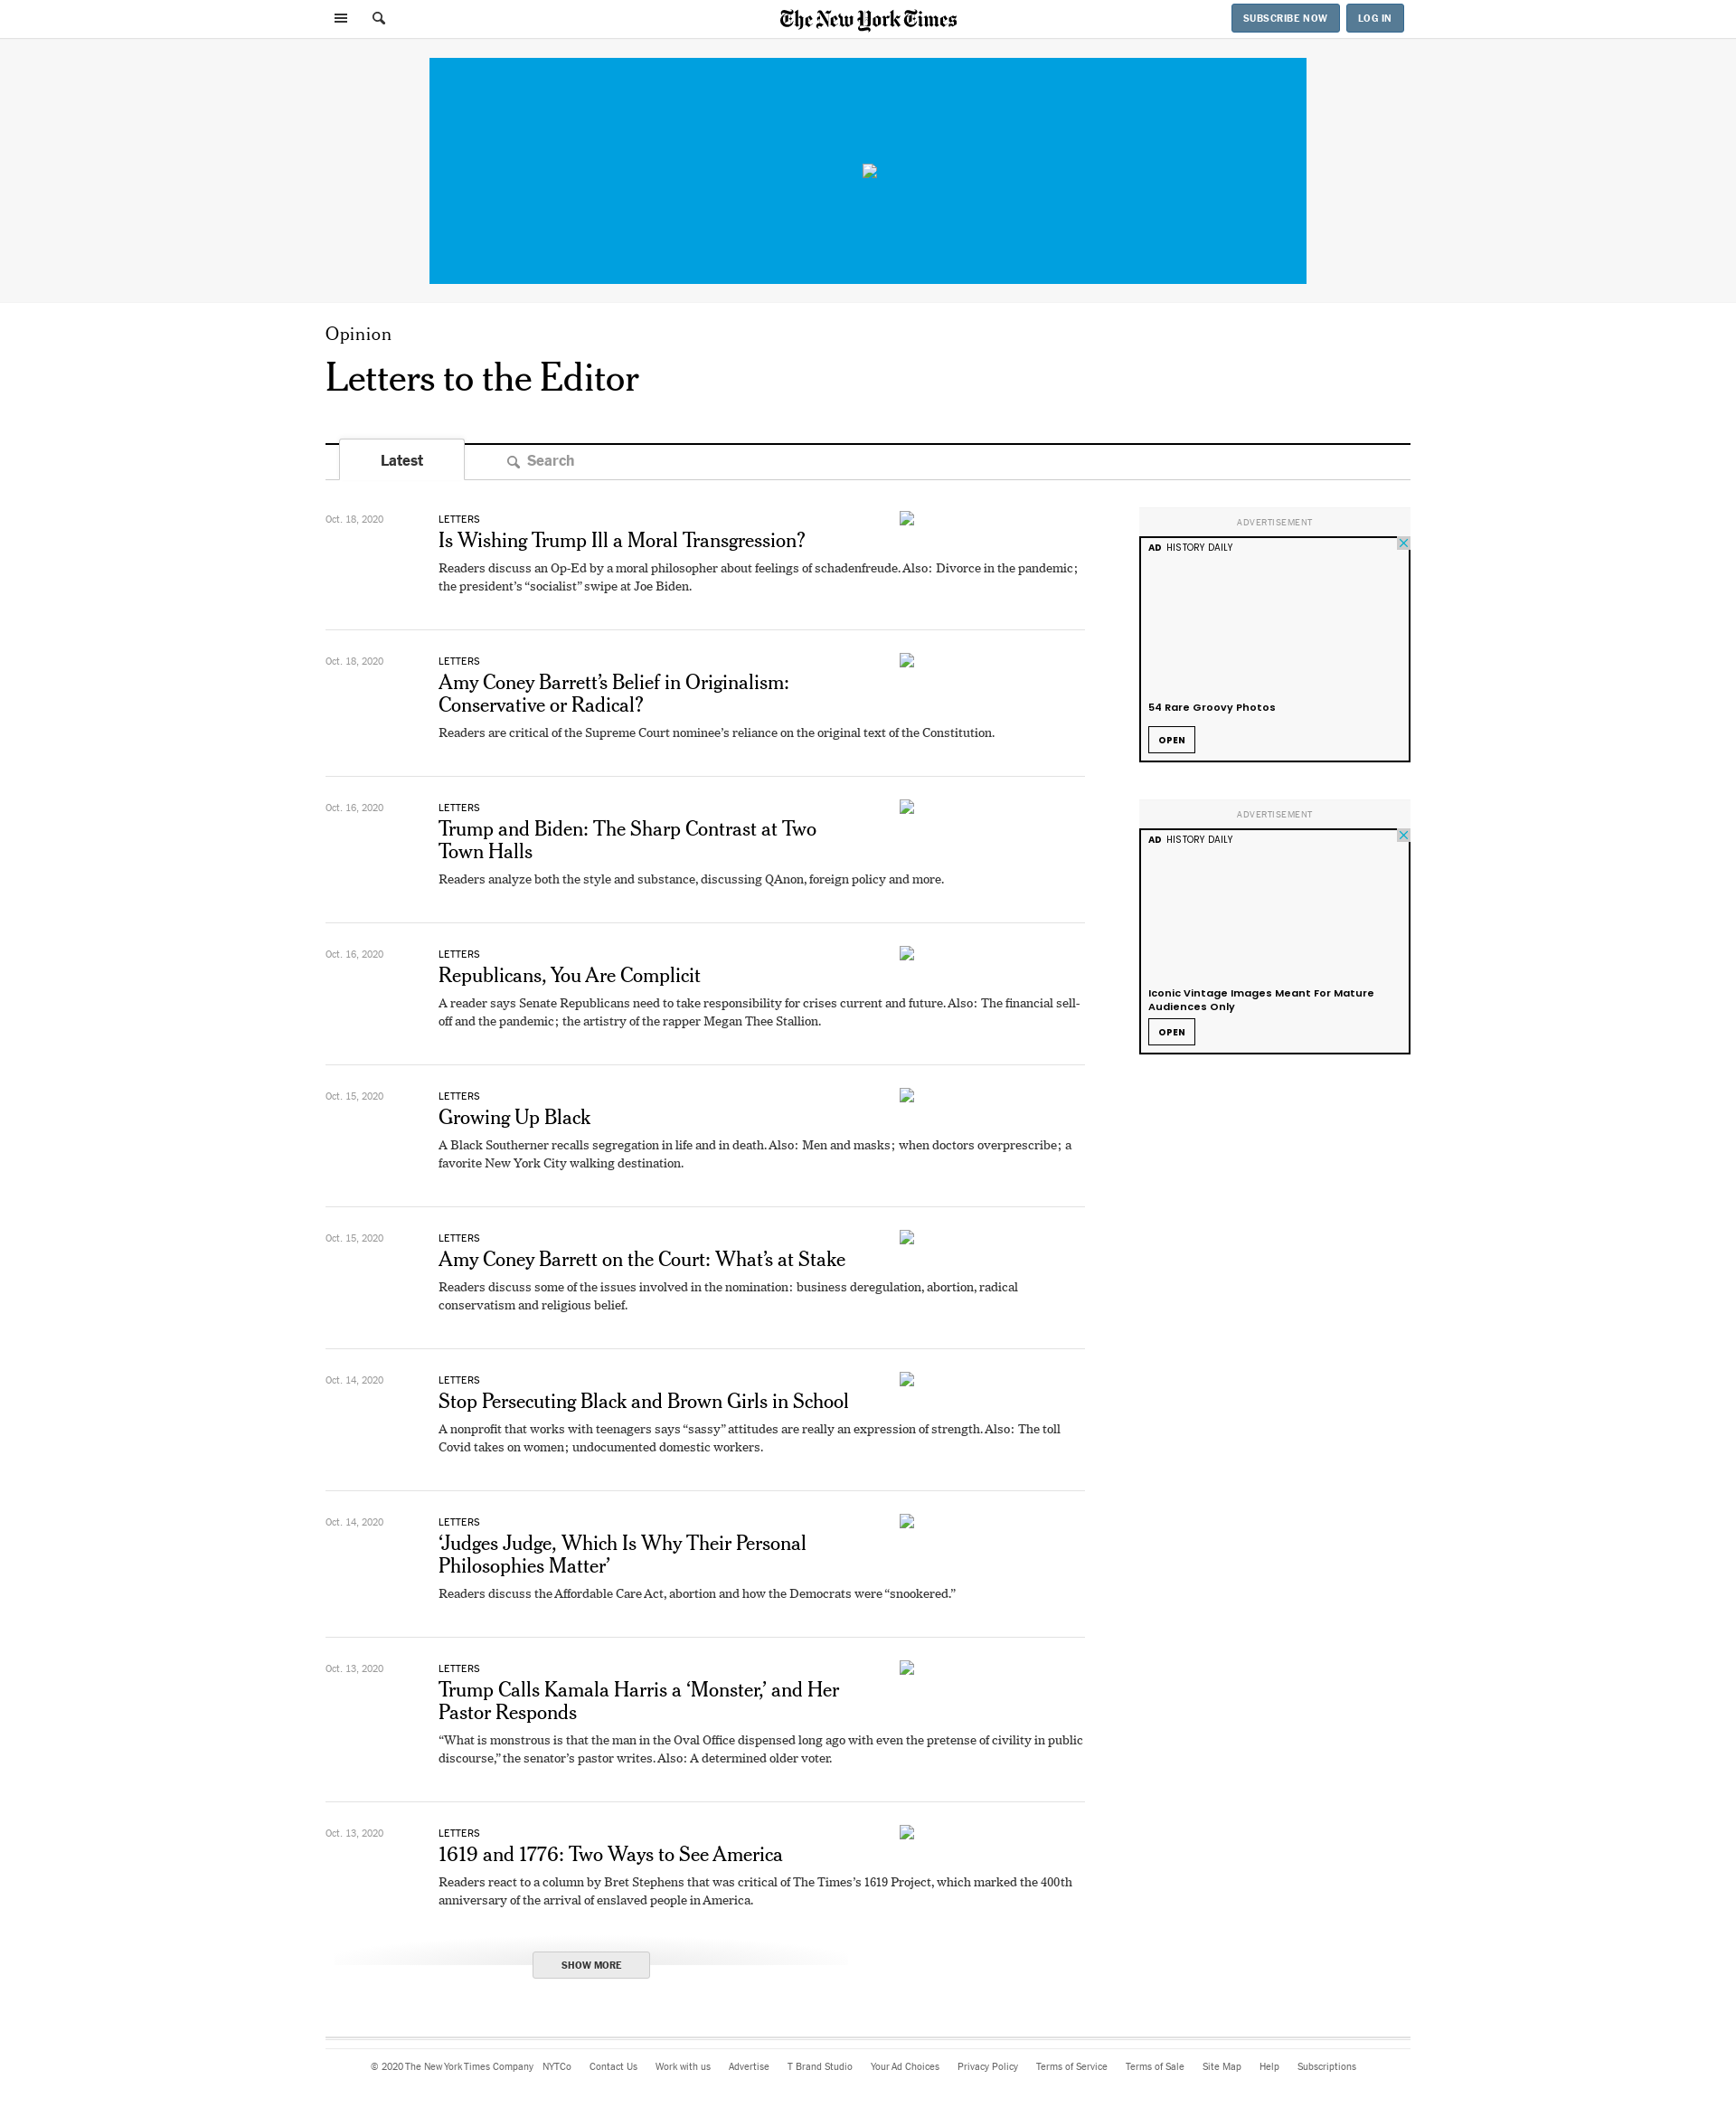 The New York Times
SUBSCRIBE NOW
LOG IN
Opinion
Letters to the Editor
Latest
Search
Oct. 18, 2020
LETTERS
Is Wishing Trump Ill a Moral Transgression?
Readers discuss an Op-Ed by a moral philosopher about feelings of schadenfreude. Also: Divorce in the pandemic;
the president’s “socialist” swipe at Joe Biden.
Oct. 18, 2020
LETTERS
Amy Coney Barrett’s Belief in Originalism:
Conservative or Radical?
Readers are critical of the Supreme Court nominee’s reliance on the original text of the Constitution.
Oct. 16, 2020
LETTERS
Trump and Biden: The Sharp Contrast at Two
Town Halls
Readers analyze both the style and substance, discussing QAnon, foreign policy and more.
Oct. 16, 2020
LETTERS
Republicans, You Are Complicit
A reader says Senate Republicans need to take responsibility for crises current and future. Also: The financial sell-
off and the pandemic; the artistry of the rapper Megan Thee Stallion.
Oct. 15, 2020
LETTERS
Growing Up Black
A Black Southerner recalls segregation in life and in death. Also: Men and masks; when doctors overprescribe; a
favorite New York City walking destination.
Oct. 15, 2020
LETTERS
Amy Coney Barrett on the Court: What’s at Stake
Readers discuss some of the issues involved in the nomination: business deregulation, abortion, radical
conservatism and religious belief.
Oct. 14, 2020
LETTERS
Stop Persecuting Black and Brown Girls in School
A nonprofit that works with teenagers says “sassy” attitudes are really an expression of strength. Also: The toll
Covid takes on women; undocumented domestic workers.
Oct. 14, 2020
LETTERS
‘Judges Judge, Which Is Why Their Personal
Philosophies Matter’
Readers discuss the Affordable Care Act, abortion and how the Democrats were “snookered.”
Oct. 13, 2020
LETTERS
Trump Calls Kamala Harris a ‘Monster,’ and Her
Pastor Responds
“What is monstrous is that the man in the Oval Office dispensed long ago with even the pretense of civility in public
discourse,” the senator’s pastor writes. Also: A determined older voter.
Oct. 13, 2020
LETTERS
1619 and 1776: Two Ways to See America
Readers react to a column by Bret Stephens that was critical of The Times’s 1619 Project, which marked the 400th
anniversary of the arrival of enslaved people in America.
SHOW MORE
ADVERTISEMENT
AD HISTORY DAILY
54 Rare Groovy Photos
OPEN
ADVERTISEMENT
AD HISTORY DAILY
Iconic Vintage Images Meant For Mature
Audiences Only
OPEN
© 2020 The New York Times Company NYTCo Contact Us Work with us Advertise T Brand Studio Your Ad Choices Privacy Policy Terms of Service Terms of Sale Site Map Help Subscriptions